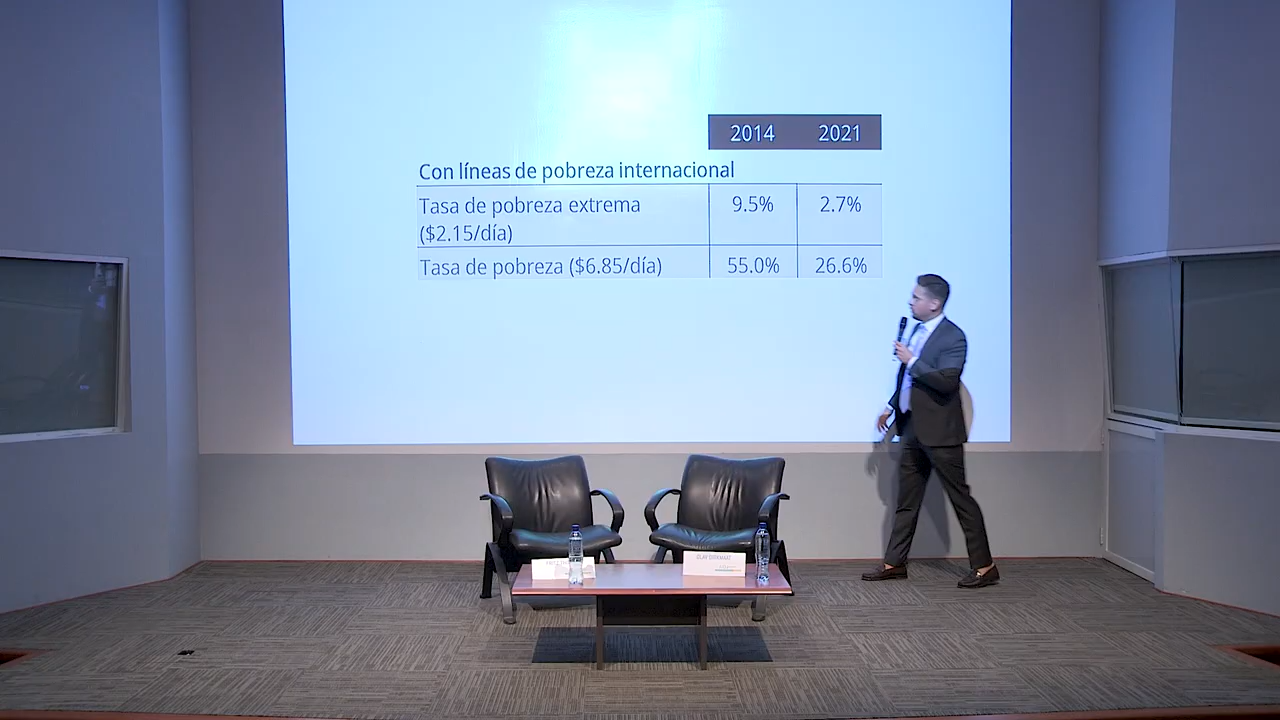 2014 2021
Con líneas de pobreza internacional
Tasa de pobreza extrema 9.5% 2.7%
($2.15/día)
Tasa de pobreza ($6.85/día) 55.0% 26.6%